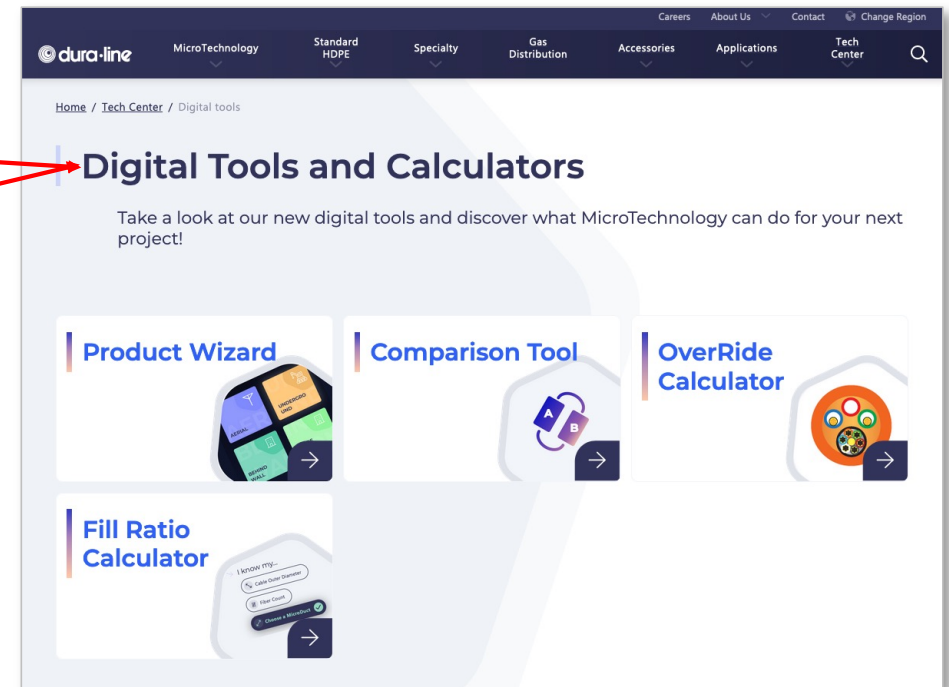 Careers About Us Contact Change Region
dura·line
MicroTechnology
Standard
HDPE
Specialty
Gas
Distribution
Accessories
Applications
Tech
Center
Home / Tech Center / Digital tools
Digital Tools and Calculators
Take a look at our new digital tools and discover what MicroTechnology can do for your next
project!
Product Wizard
AERIAL
UNDERGRO
UND
BEHIND
WALL
Comparison Tool
A
B
OverRide
Calculator
Fill Ratio
Calculator
I know my...
Cable Outer Diameter
Fiber Count
Choose a MicroDuct